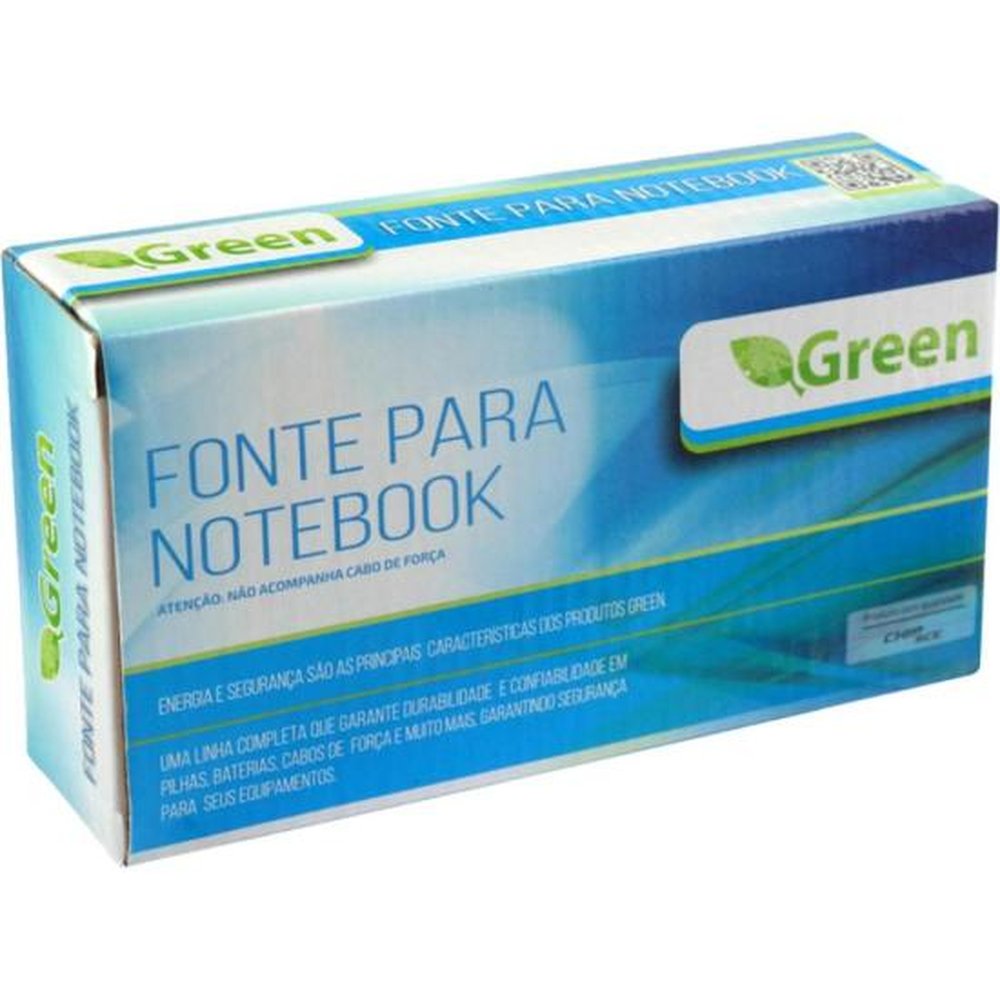 Green
FONTE PARA NOTEBOOK
Green
FONTE PARA
NOTEBOOK
ATENÇÃO: NÃO ACOMPANHA CABO DE FORÇA
ENERGIA E SEGURANÇA SÃO AS PRINCIPAIS CARACTERÍSTICAS DOS PRODUTOS GREEN.
UMA LINHA COMPLETA QUE GARANTE DURABILIDADE E CONFIABILIDADE EM
PILHAS, BATERIAS, CABOS DE FORÇA E MUITO MAIS, GARANTINDO SEGURANÇA
PARA SEUS EQUIPAMENTOS.
Green
FONTE PARA NOTEBOOK